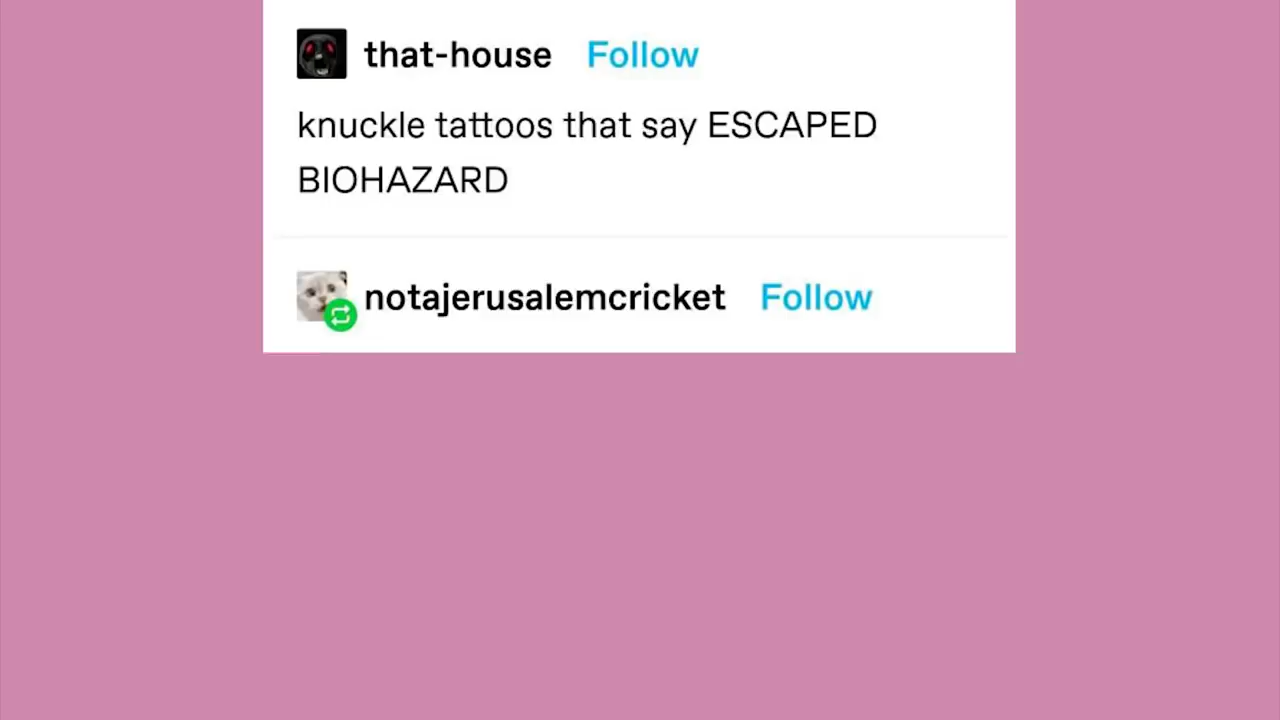 that-house Follow
knuckle tattoos that say ESCAPED
BIOHAZARD
notajerusalemcricket Follow